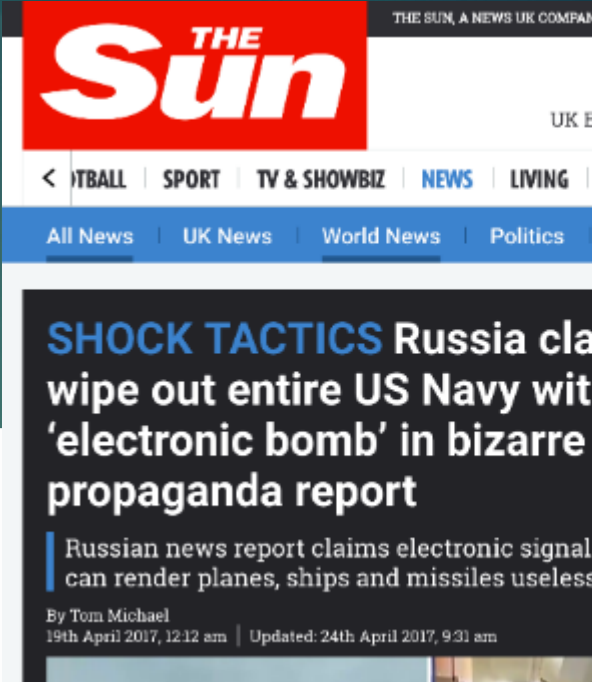 THE SUN, A NEWS UK COMPAN
THE
Sun
UK E
OTBALL SPORT TV & SHOWBIZ NEWS LIVING
All News UK News World News Politics
SHOCK TACTICS Russia cla
wipe out entire US Navy wit
‘electronic bomb’ in bizarre
propaganda report
Russian news report claims electronic signal
can render planes, ships and missiles useless
By Tom Michael
19th April 2017, 12:12 am | Updated: 24th April 2017, 9:31 am